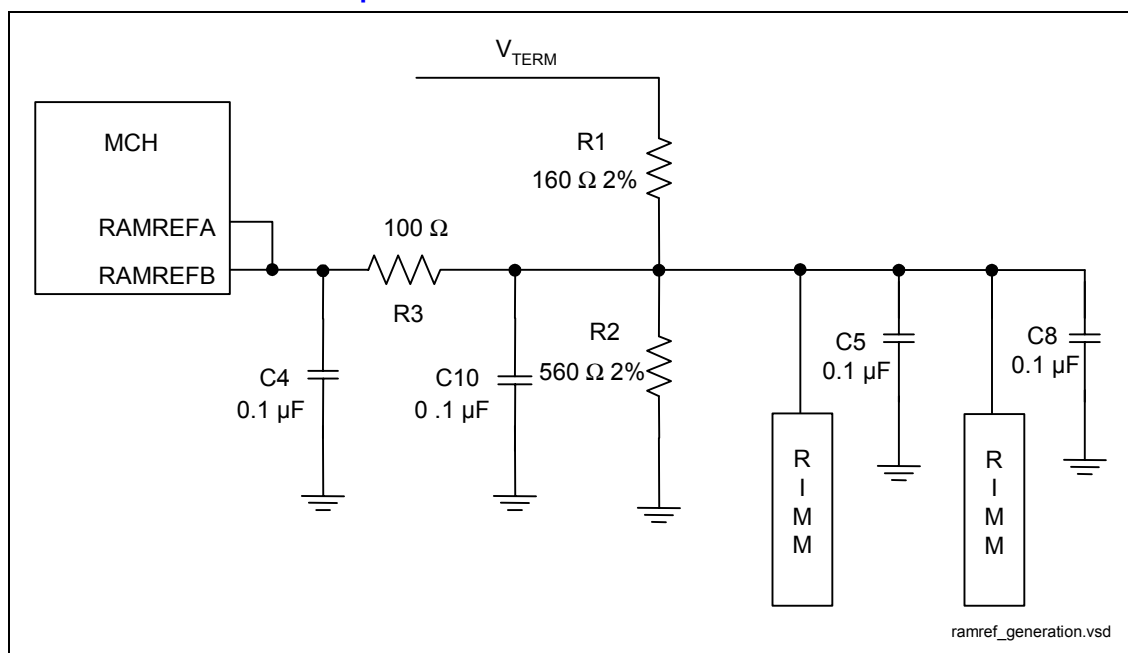 V_TERM
MCH
R1
160 Ω 2%
RAMREFA
100 Ω
RAMREFB
R3
R2
560 Ω 2%
C4
0.1 µF
C10
0 .1 µF
C5
0.1 µF
C8
0.1 µF
R
I
M
M
R
I
M
M
ramref_generation.vsd